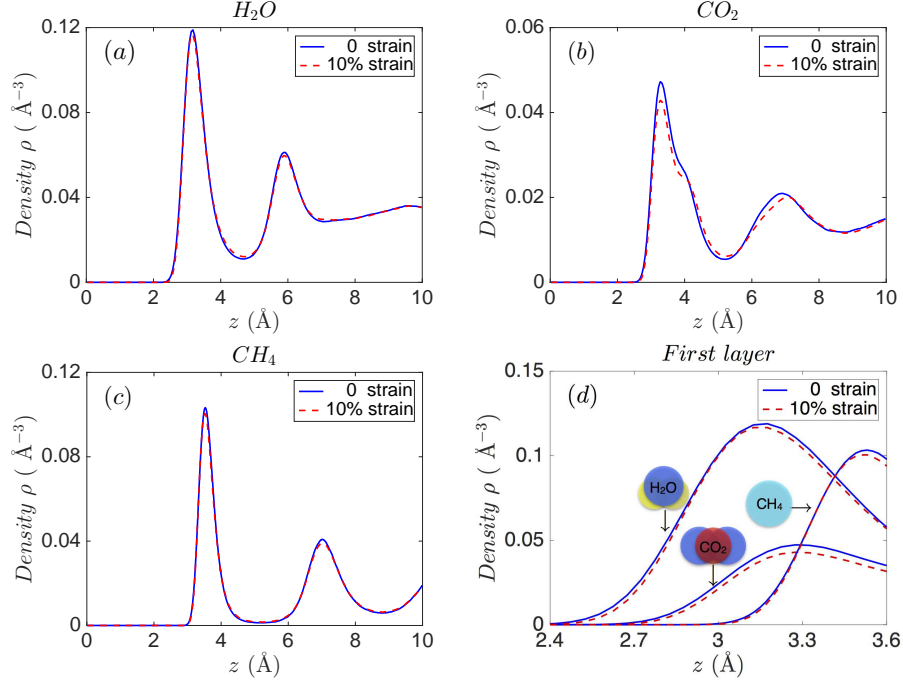 H₂O
(a)
0 strain
10% strain
Density ρ ( Å⁻³)
0.12
0.08
0.04
0
0 2 4 6 8 10
z (Å)
CO₂
(b)
0 strain
10% strain
Density ρ ( Å⁻³)
0.06
0.04
0.02
0
0 2 4 6 8 10
z (Å)
CH₄
(c)
0 strain
10% strain
Density ρ ( Å⁻³)
0.12
0.08
0.04
0
0 2 4 6 8 10
z (Å)
First layer
(d)
0 strain
10% strain
Density ρ ( Å⁻³)
0.15
0.1
0.05
0
H₂O
CH₄
CO₂
2.4 2.7 3 3.3 3.6
z (Å)